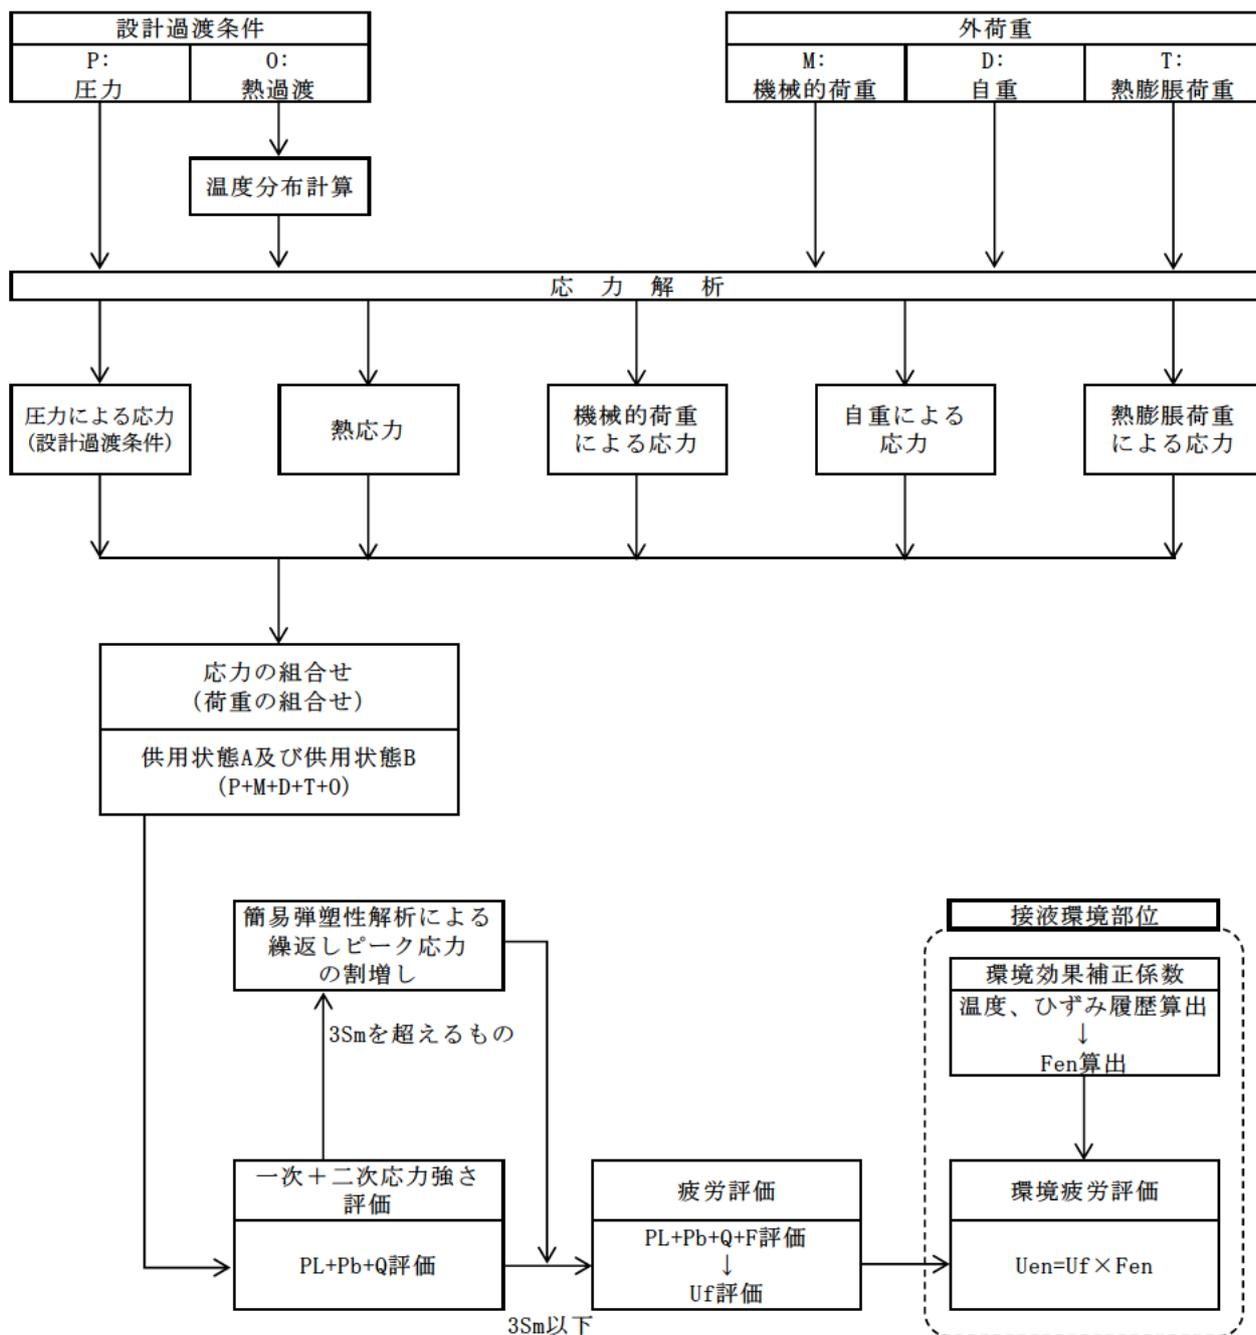 設計過渡条件
P:
圧力
O:
熱過渡
外荷重
M:
機械的荷重
D:
自重
T:
熱膨脹荷重
温度分布計算
応 力 解 析
圧力による応力
(設計過渡条件)
熱応力
機械的荷重
による応力
自重による
応力
熱膨脹荷重
による応力
応力の組合せ
(荷重の組合せ)
供用状態A及び供用状態B
(P+M+D+T+O)
簡易弾塑性解析による
繰返しピーク応力
の割増し
3Smを超えるもの
一次＋二次応力強さ
評価
PL+Pb+Q評価
3Sm以下
疲労評価
PL+Pb+Q+F評価
↓
Uf評価
接液環境部位
環境効果補正係数
温度、ひずみ履歴算出
↓
Fen算出
環境疲労評価
Uen=Uf×Fen